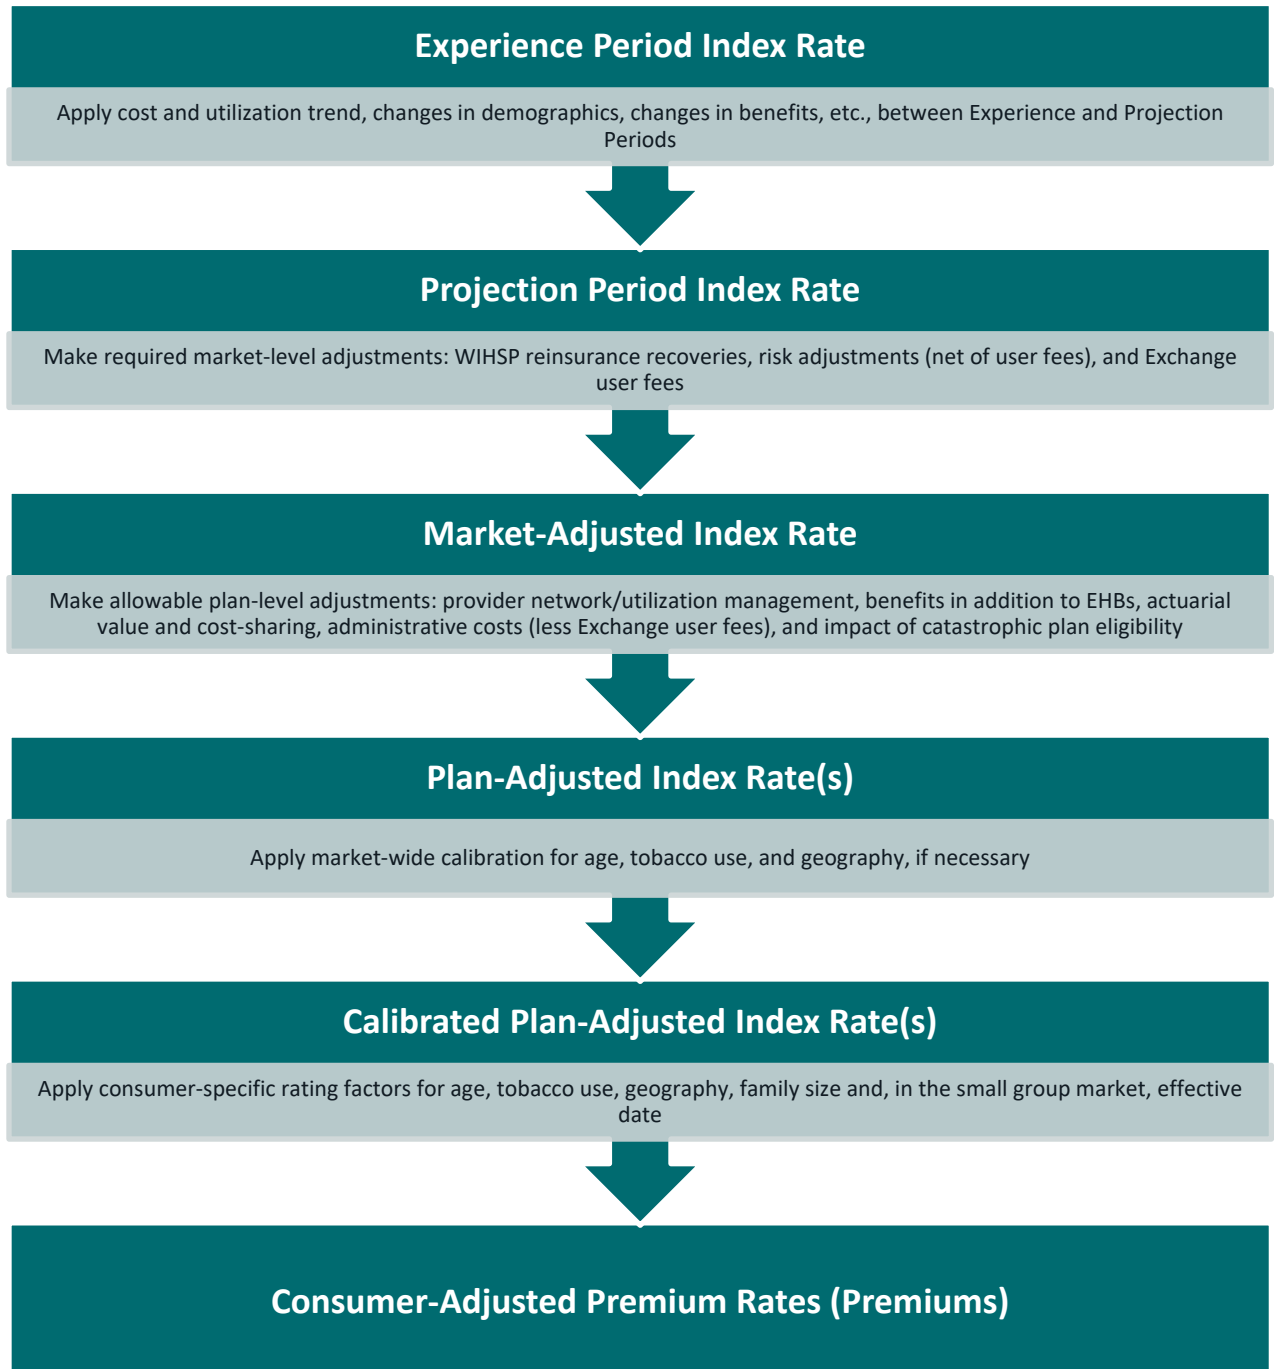 Experience Period Index Rate
Apply cost and utilization trend, changes in demographics, changes in benefits, etc., between Experience and Projection
Periods
Projection Period Index Rate
Make required market-level adjustments: WIHSP reinsurance recoveries, risk adjustments (net of user fees), and Exchange
user fees
Market-Adjusted Index Rate
Make allowable plan-level adjustments: provider network/utilization management, benefits in addition to EHBs, actuarial
value and cost-sharing, administrative costs (less Exchange user fees), and impact of catastrophic plan eligibility
Plan-Adjusted Index Rate(s)
Apply market-wide calibration for age, tobacco use, and geography, if necessary
Calibrated Plan-Adjusted Index Rate(s)
Apply consumer-specific rating factors for age, tobacco use, geography, family size and, in the small group market, effective
date
Consumer-Adjusted Premium Rates (Premiums)